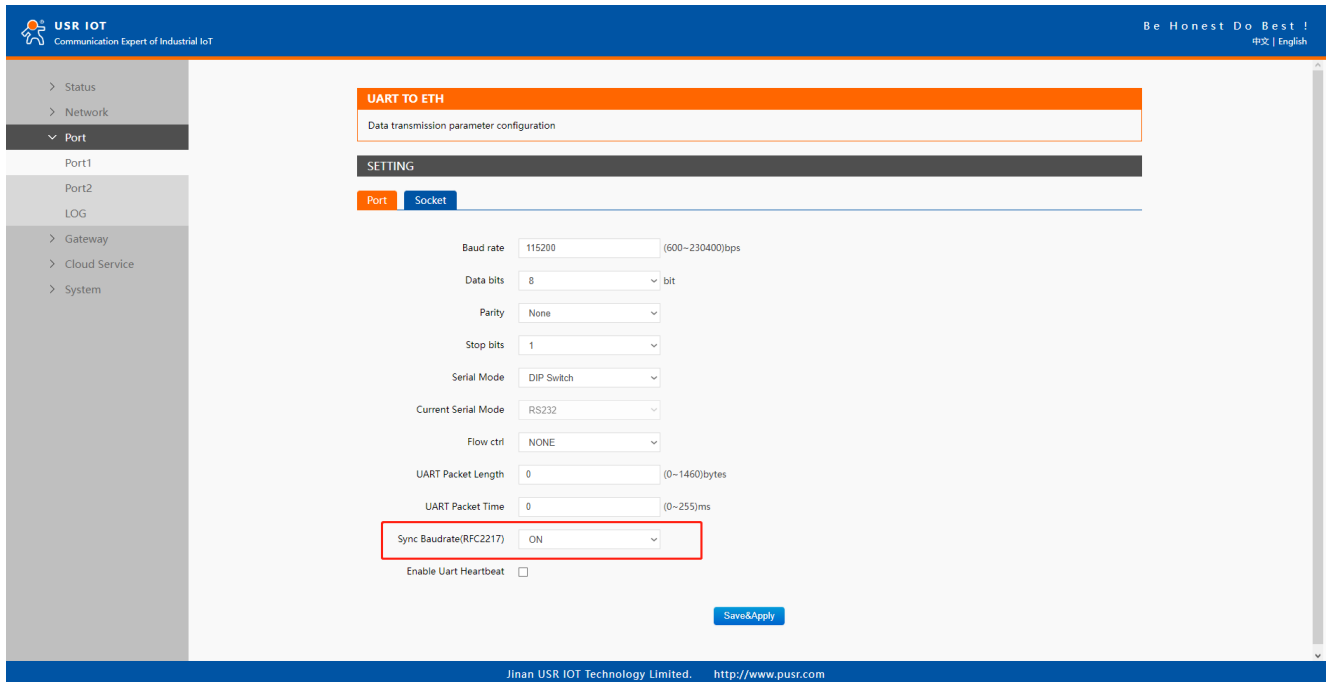 USR IOT
Communication Expert of Industrial IoT
Be Honest Do Best !
中文 | English
Status
Network
Port
Port1
Port2
LOG
Gateway
Cloud Service
System
UART TO ETH
Data transmission parameter configuration
SETTING
Port Socket
Baud rate 115200 (600~230400)bps
Data bits 8 bit
Parity None
Stop bits 1
Serial Mode DIP Switch
Current Serial Mode RS232
Flow ctrl NONE
UART Packet Length 0 (0~1460)bytes
UART Packet Time 0 (0~255)ms
Sync Baudrate(RFC2217) ON
Enable Uart Heartbeat
Save&Apply
Jinan USR IOT Technology Limited. http://www.pusr.com